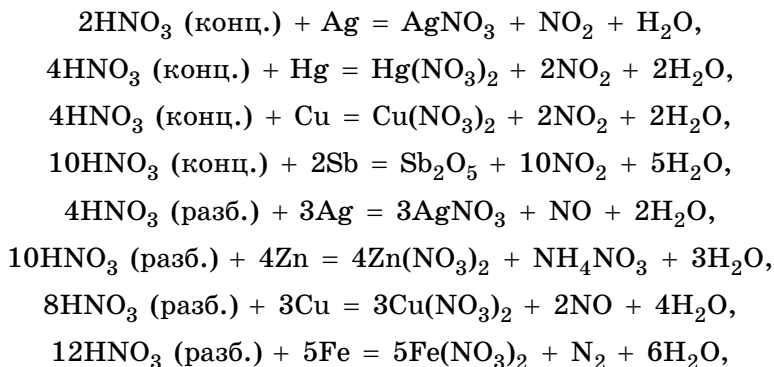 2HNO₃ (конц.) + Ag = AgNO₃ + NO₂ + H₂O,
4HNO₃ (конц.) + Hg = Hg(NO₃)₂ + 2NO₂ + 2H₂O,
4HNO₃ (конц.) + Cu = Cu(NO₃)₂ + 2NO₂ + 2H₂O,
10HNO₃ (конц.) + 2Sb = Sb₂O₅ + 10NO₂ + 5H₂O,
4HNO₃ (разб.) + 3Ag = 3AgNO₃ + NO + 2H₂O,
10HNO₃ (разб.) + 4Zn = 4Zn(NO₃)₂ + NH₄NO₃ + 3H₂O,
8HNO₃ (разб.) + 3Cu = 3Cu(NO₃)₂ + 2NO + 4H₂O,
12HNO₃ (разб.) + 5Fe = 5Fe(NO₃)₂ + N₂ + 6H₂O,